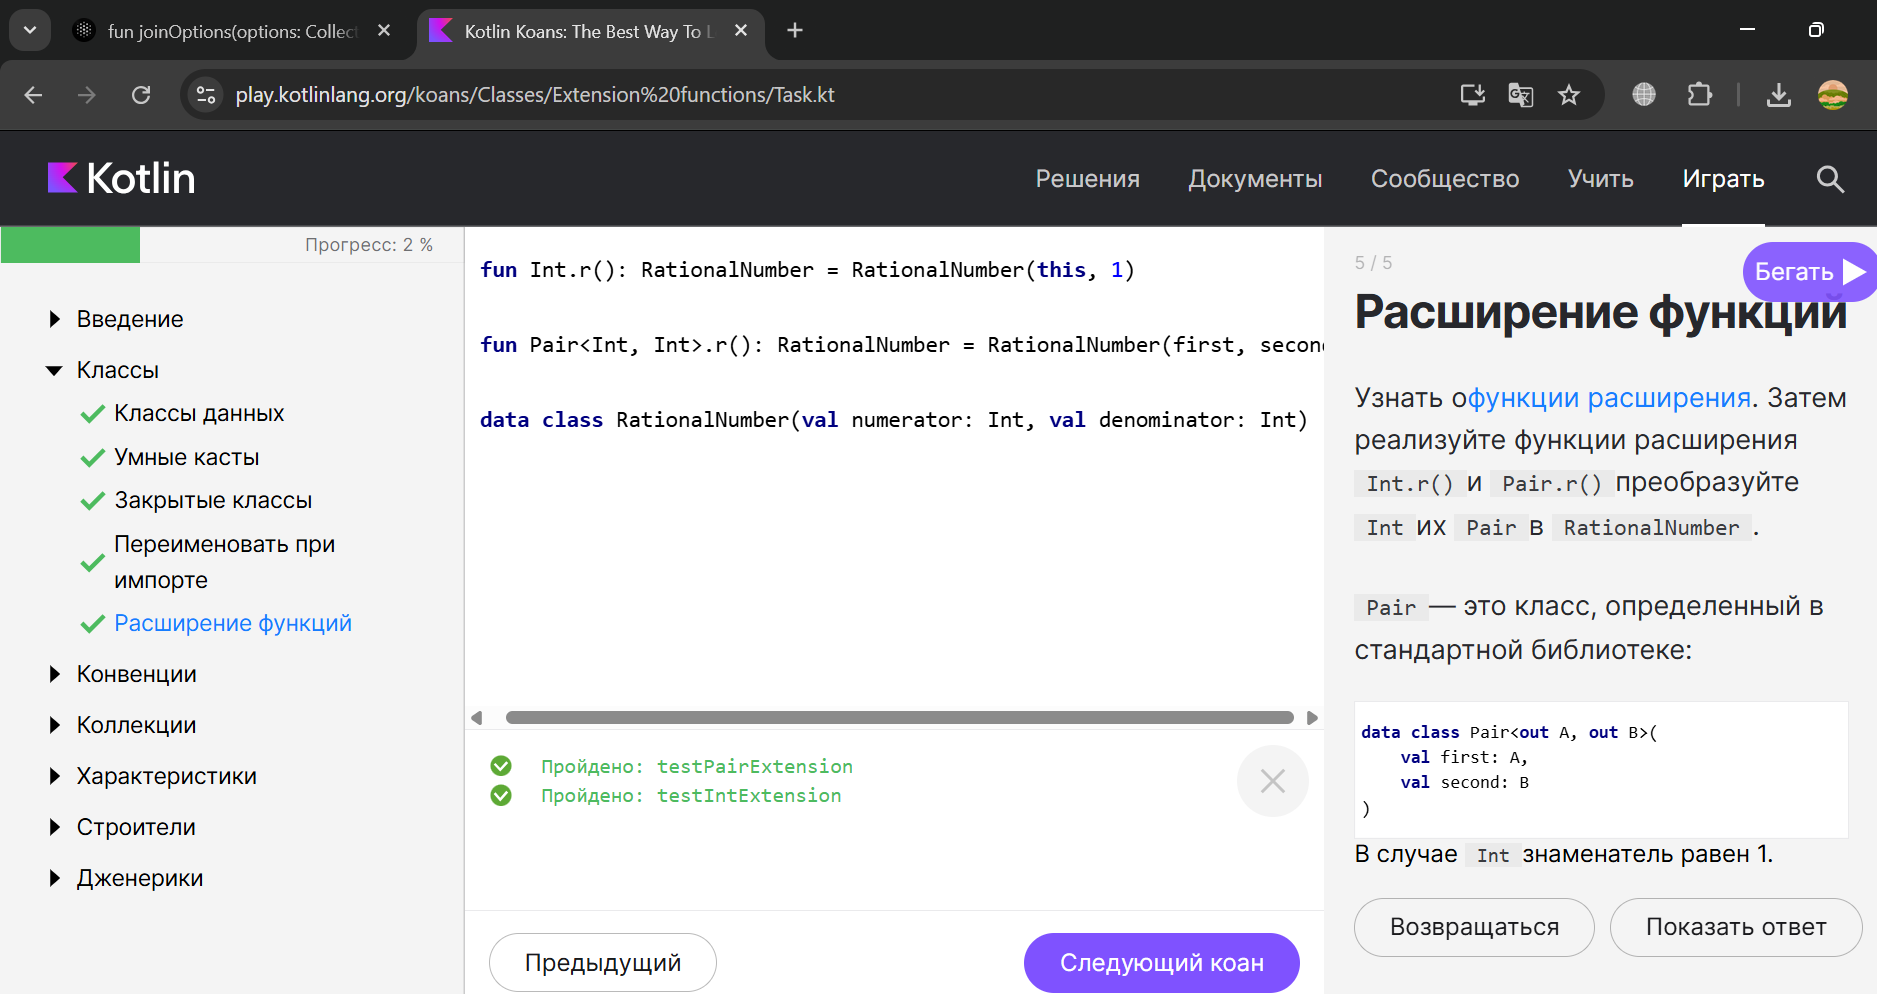 fun joinOptions(options: Collect
Kotlin Koans: The Best Way To L
play.kotlinlang.org/koans/Classes/Extension%20functions/Task.kt
Kotlin
Решения
Документы
Сообщество
Учить
Играть
Прогресс: 2 %
Введение
Классы
Классы данных
Умные касты
Закрытые классы
Переименовать при
импорте
Расширение функций
Конвенции
Коллекции
Характеристики
Строители
Дженерики
fun Int.r(): RationalNumber = RationalNumber(this, 1)
fun Pair<Int, Int>.r(): RationalNumber = RationalNumber(first, secon
data class RationalNumber(val numerator: Int, val denominator: Int)
Пройдено: testPairExtension
Пройдено: testIntExtension
Предыдущий
Следующий коан
5 / 5
Бегать
Расширение функций
Узнать офункции расширения. Затем
реализуйте функции расширения
Int.r() и Pair.r() преобразуйте
Int их Pair в RationalNumber .
Pair — это класс, определенный в
стандартной библиотеке:
data class Pair<out A, out B>(
val first: A,
val second: B
)
В случае Int знаменатель равен 1.
Возвращаться
Показать ответ